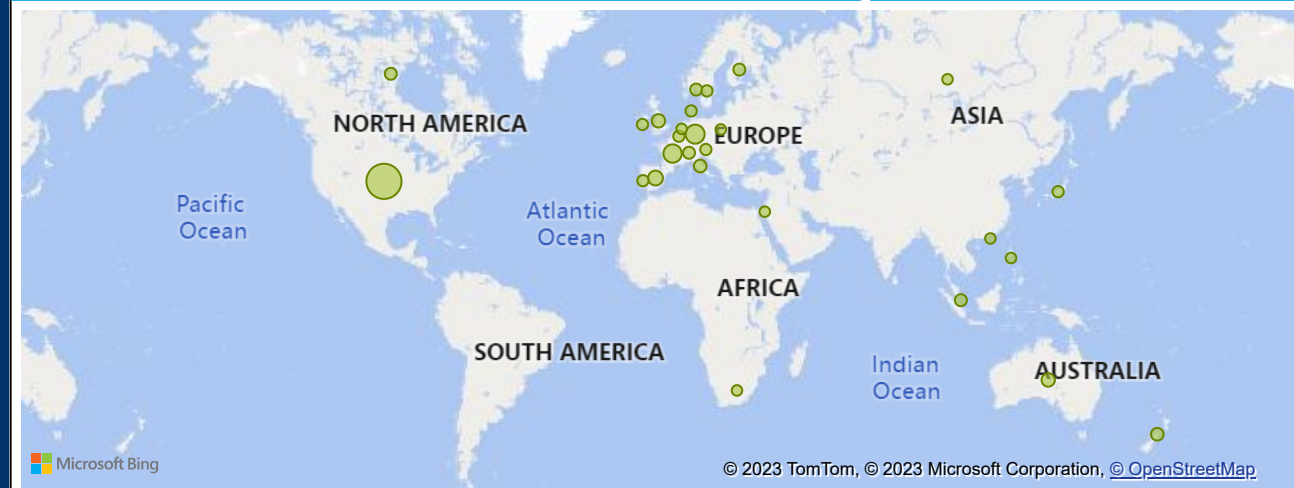 NORTH AMERICA
ASIA
EUROPE
Pacific
Ocean
Atlantic
Ocean
AFRICA
SOUTH AMERICA
Indian
Ocean
AUSTRALIA
Microsoft Bing
© 2023 TomTom, © 2023 Microsoft Corporation, © OpenStreetMap